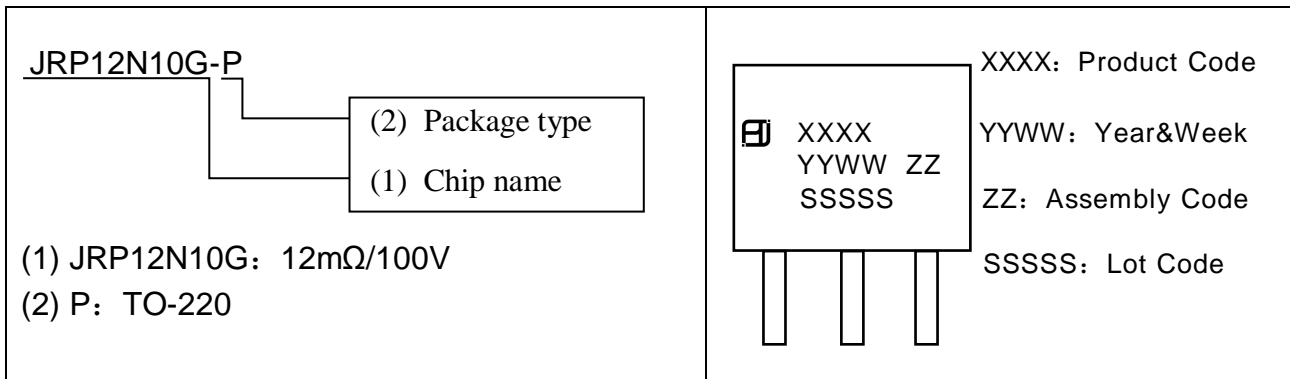 JRP12N10G-P
(2) Package type
(1) Chip name
(1) JRP12N10G：12mΩ/100V
(2) P：TO-220
XXXX
YYWW ZZ
SSSSS
XXXX：Product Code
YYWW：Year&Week
ZZ：Assembly Code
SSSSS：Lot Code